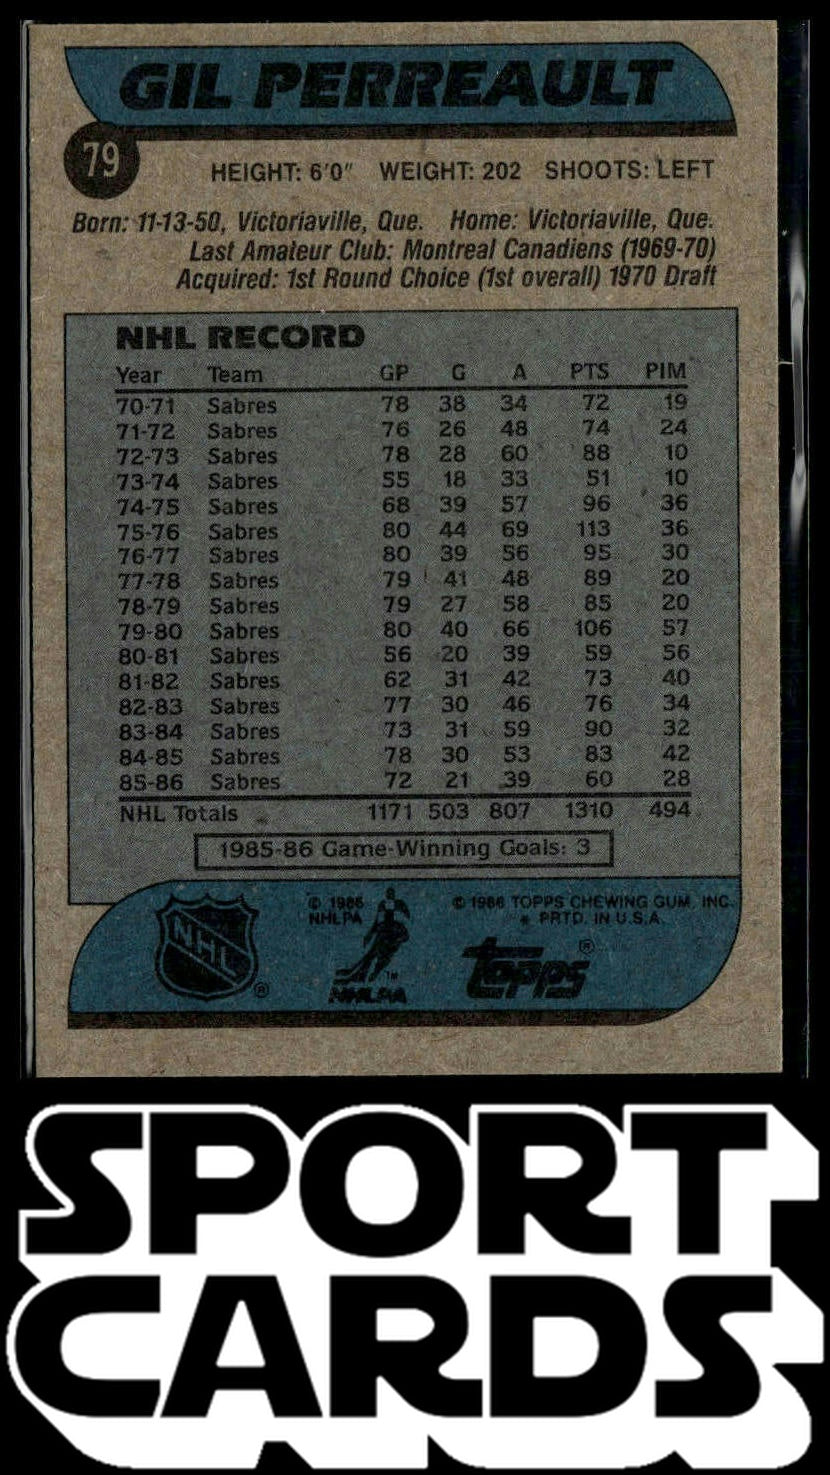 GIL PERREAULT
79
HEIGHT: 6'0" WEIGHT: 202 SHOOTS: LEFT
Born: 11-13-50, Victoriaville, Que. Home: Victoriaville, Que.
Last Amateur Club: Montreal Canadiens (1969-70)
Acquired: 1st Round Choice (1st overall) 1970 Draft
NHL RECORD
Year Team GP G A PTS PIM
70-71 Sabres 78 38 34 72 19
71-72 Sabres 76 26 48 74 24
72-73 Sabres 78 28 60 88 10
73-74 Sabres 55 18 33 51 10
74-75 Sabres 68 39 57 96 36
75-76 Sabres 80 44 69 113 36
76-77 Sabres 80 39 56 95 30
77-78 Sabres 79 41 48 89 20
78-79 Sabres 79 27 58 85 20
79-80 Sabres 80 40 66 106 57
80-81 Sabres 56 20 39 59 56
81-82 Sabres 62 31 42 73 40
82-83 Sabres 77 30 46 76 34
83-84 Sabres 73 31 59 90 32
84-85 Sabres 78 30 53 83 42
85-86 Sabres 72 21 39 60 28
NHL Totals 1171 503 807 1310 494
1985-86 Game-Winning Goals: 3
© 1986 © 1986 TOPPS CHEWING GUM, INC.
NHLPA * PRTD. IN U.S.A.
NHL ®
NHLPA ™
topps ®
SPORT
CARDS